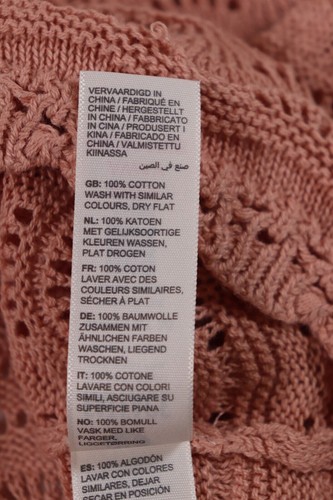 VERVAARDIGD IN
CHINA / FABRIQUÉ EN
CHINE / HERGESTELLT
IN CHINA / FABBRICATO
IN CINA / PRODUSERT I
KINA / FABRICADO EN
CHINA / VALMISTETTU
KIINASSA
صنع في الصين
GB: 100% COTTON
WASH WITH SIMILAR
COLOURS, DRY FLAT
NL: 100% KATOEN
MET GELIJKSOORTIGE
KLEUREN WASSEN,
PLAT DROGEN
FR: 100% COTON
LAVER AVEC DES
COULEURS SIMILAIRES,
SÉCHER À PLAT
DE: 100% BAUMWOLLE
ZUSAMMEN MIT
ÄHNLICHEN FARBEN
WASCHEN, LIEGEND
TROCKNEN
IT: 100% COTONE
LAVARE CON COLORI
SIMILI, ASCIUGARE SU
SUPERFICIE PIANA
NO: 100% BOMULL
VASK MED LIKE
FARGER.
LIGGETØRRING
ES: 100% ALGODÓN
LAVAR CON COLORES
SIMILARES, DEJAR
SECAR EN POSICIÓN